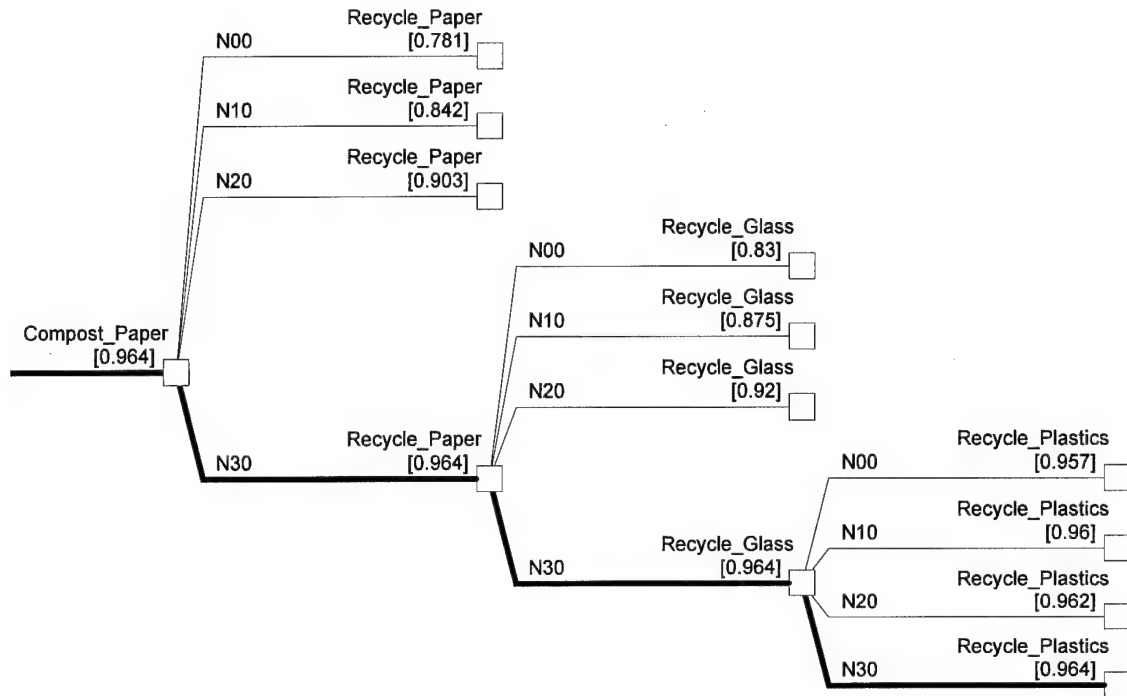 Recycle_Paper
N00 [0.781]
Recycle_Paper
N10 [0.842]
Recycle_Paper
N20 [0.903]
Recycle_Glass
N00 [0.83]
Recycle_Glass
N10 [0.875]
Compost_Paper
[0.964]
Recycle_Glass
N20 [0.92]
Recycle_Paper
N30 [0.964]
Recycle_Plastics
N00 [0.957]
Recycle_Plastics
N10 [0.96]
Recycle_Glass
N30 [0.964]
Recycle_Plastics
N20 [0.962]
Recycle_Plastics
N30 [0.964]